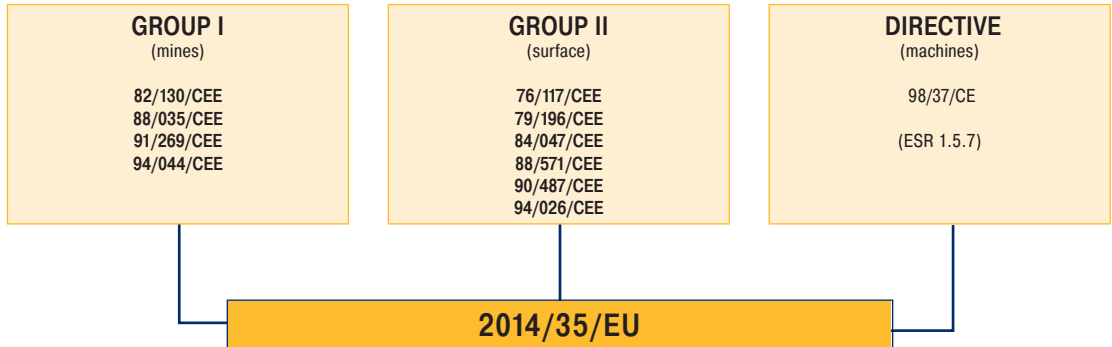 GROUP I
(mines)
82/130/CEE
88/035/CEE
91/269/CEE
94/044/CEE
GROUP II
(surface)
76/117/CEE
79/196/CEE
84/047/CEE
88/571/CEE
90/487/CEE
94/026/CEE
DIRECTIVE
(machines)
98/37/CE
(ESR 1.5.7)
2014/35/EU